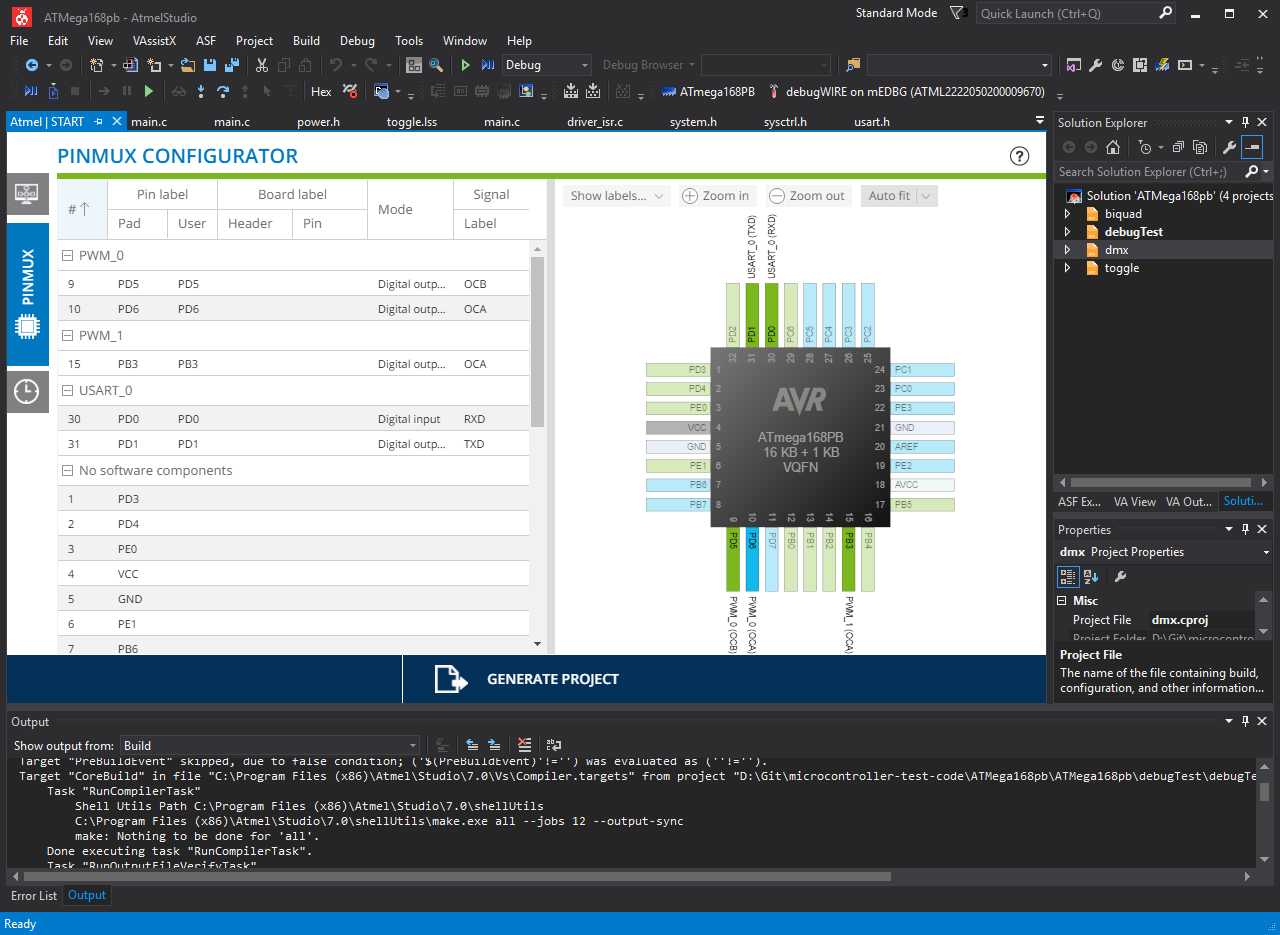 ATMega168pb - AtmelStudio
Standard Mode
3
Quick Launch (Ctrl+Q)
File Edit View VAssistX ASF Project Build Debug Tools Window Help
Debug
Debug Browser
Hex
ATmega168PB
debugWIRE on mEDBG (ATML2222050200009670)
Atmel | START main.c main.c power.h toggle.lss main.c driver_isr.c system.h sysctrl.h usart.h
PINMUX CONFIGURATOR
?
PINMUX
# Pin label Board label Mode Signal
Pad User Header Pin Label
PWM_0
9 PD5 PD5 Digital outp... OCB
10 PD6 PD6 Digital outp... OCA
PWM_1
15 PB3 PB3 Digital outp... OCA
USART_0
30 PD0 PD0 Digital input RXD
31 PD1 PD1 Digital outp... TXD
No software components
1 PD3
2 PD4
3 PE0
4 VCC
5 GND
6 PE1
7 PB6
Show labels... Zoom in Zoom out Auto fit
USART_0 (TXD)
USART_0 (RXD)
PD2 PD1 PD0 PC6 PC5 PC4 PC3 PC2
32 31 30 29 28 27 26 25
PD3 1 24 PC1
PD4 2 23 PC0
PE0 3 22 PE3
VCC 4 21 GND
GND 5 20 AREF
PE1 6 19 PE2
PB6 7 18 AVCC
PB7 8 17 PB5
AVR
ATmega168PB
16 KB + 1 KB
VQFN
9 10 11 12 13 14 15 16
PD5 PD6 PD7 PB0 PB1 PB2 PB3 PB4
PWM_0 (OCB)
PWM_0 (OCA)
PWM_1 (OCA)
GENERATE PROJECT
Solution Explorer
Search Solution Explorer (Ctrl+;)
Solution 'ATMega168pb' (4 projects
biquad
debugTest
dmx
toggle
ASF Ex... VA View VA Out... Soluti...
Properties
dmx Project Properties
Misc
Project File dmx.cproj
Project Folder D:\Git\microcontro
Project File
The name of the file containing build,
configuration, and other information...
Output
Show output from: Build
Target "PreBuildEvent" skipped, due to false condition; ('$(PreBuildEvent)'!='') was evaluated as (''!='').
Target "CoreBuild" in file "C:\Program Files (x86)\Atmel\Studio\7.0\Vs\Compiler.targets" from project "D:\Git\microcontroller-test-code\ATMega168pb\ATMega168pb\debugTest\debugTe
Task "RunCompilerTask"
Shell Utils Path C:\Program Files (x86)\Atmel\Studio\7.0\shellUtils
C:\Program Files (x86)\Atmel\Studio\7.0\shellUtils\make.exe all --jobs 12 --output-sync
make: Nothing to be done for 'all'.
Done executing task "RunCompilerTask".
Task "RunOutputFileVerifyTask"
Error List Output
Ready